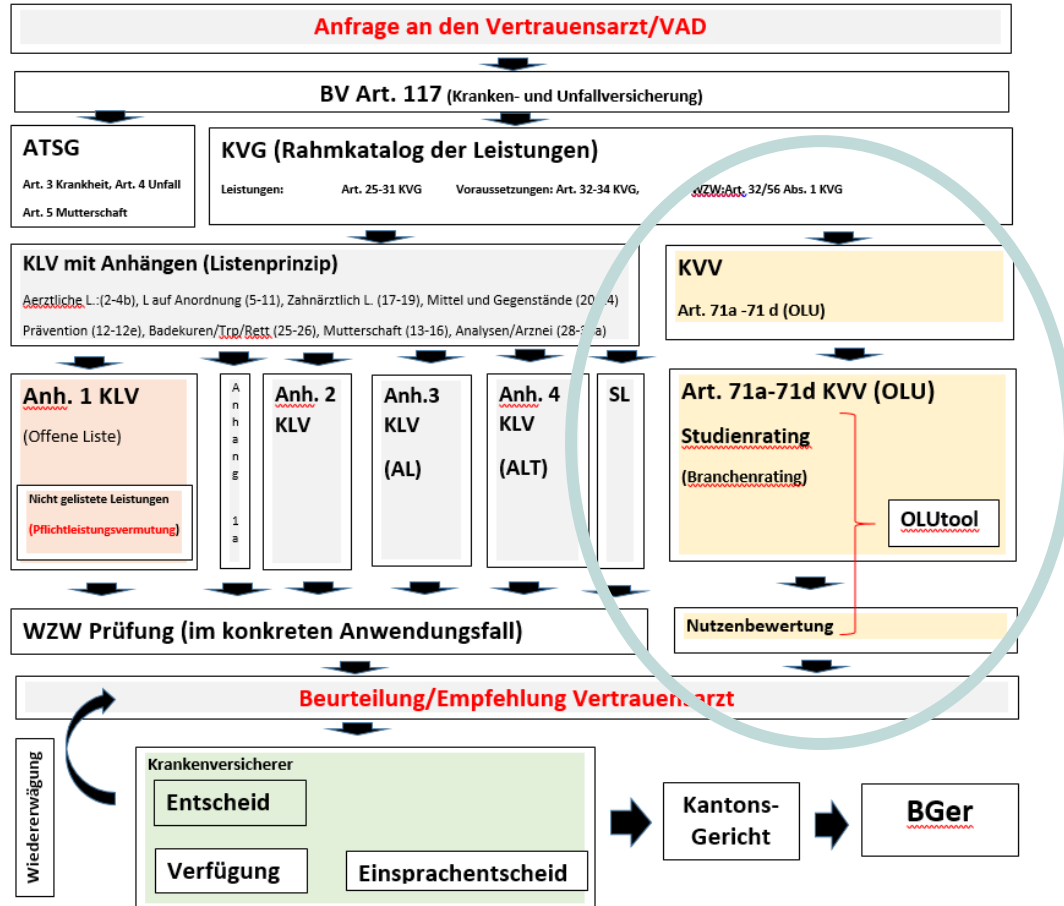 Anfrage an den Vertrauensarzt/VAD
BV Art. 117 (Kranken- und Unfallversicherung)
ATSG
Art. 3 Krankheit, Art. 4 Unfall
Art. 5 Mutterschaft
KVG (Rahmkatalog der Leistungen)
Leistungen: Art. 25-31 KVG Voraussetzungen: Art. 32-34 KVG, WZW:Art. 32/56 Abs. 1 KVG
KLV mit Anhängen (Listenprinzip)
Aerztliche L.:(2-4b), L auf Anordnung (5-11), Zahnärztlich L. (17-19), Mittel und Gegenstände
Prävention (12-12e), Badekuren/Trp/Rett (25-26), Mutterschaft (13-16), Analysen/Arznei
KVV
Art. 71a -71 d (OLU)
Anh. 1 KLV
(Offene Liste)
Nicht gelistete Leistungen
(Pflichtleistungsvermutung)
Anhang 1a
Anh. 2
KLV
Anh.3
KLV
(AL)
Anh. 4
KLV
(ALT)
SL
Art. 71a-71d KVV (OLU)
Studienrating
(Branchenrating)
OLUtool
WZW Prüfung (im konkreten Anwendungsfall)
Nutzenbewertung
Beurteilung/Empfehlung Vertrauensarzt
Wiedererwägung
Krankenversicherer
Entscheid
Verfügung
Einsprachentscheid
Kantons-
Gericht
BGer